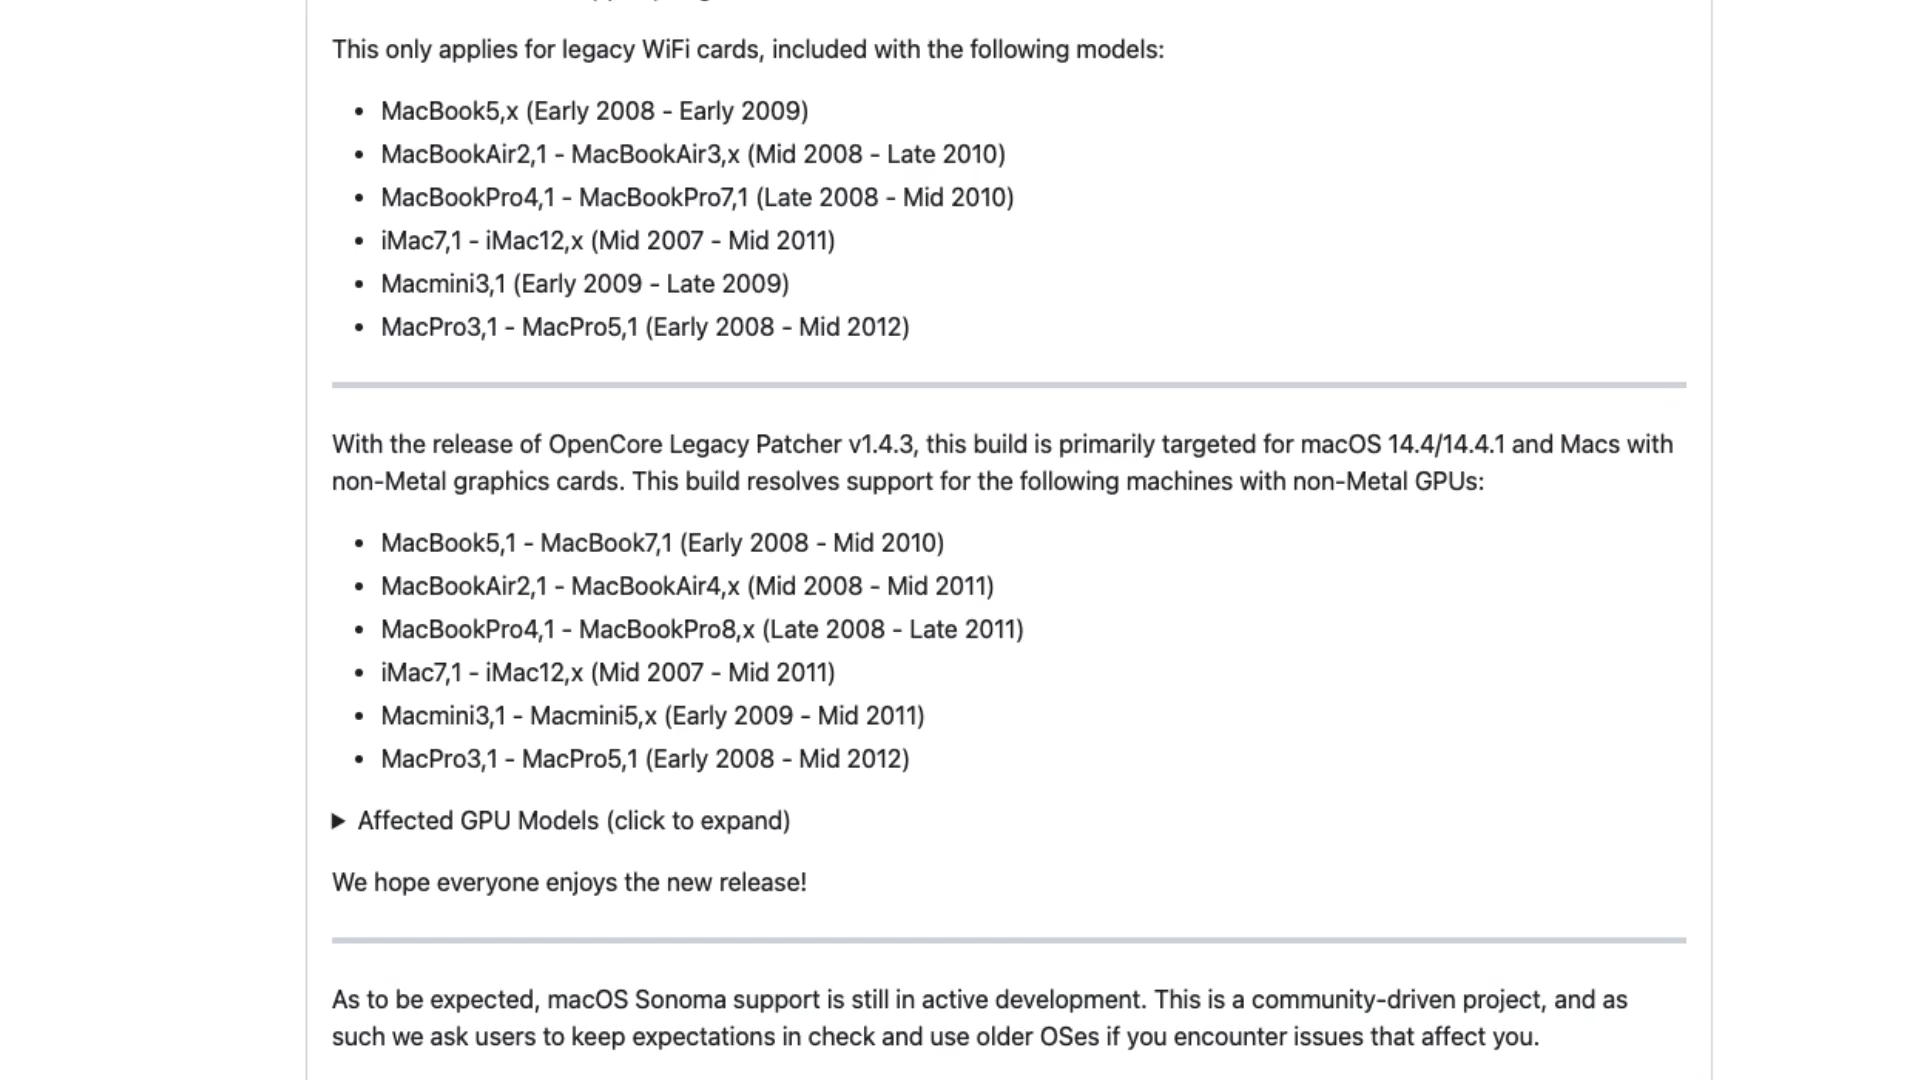 This only applies for legacy WiFi cards, included with the following models:
• MacBook5,x (Early 2008 - Early 2009)
• MacBookAir2,1 - MacBookAir3,x (Mid 2008 - Late 2010)
• MacBookPro4,1 - MacBookPro7,1 (Late 2008 - Mid 2010)
• iMac7,1 - iMac12,x (Mid 2007 - Mid 2011)
• Macmini3,1 (Early 2009 - Late 2009)
• MacPro3,1 - MacPro5,1 (Early 2008 - Mid 2012)
With the release of OpenCore Legacy Patcher v1.4.3, this build is primarily targeted for macOS 14.4/14.4.1 and Macs with
non-Metal graphics cards. This build resolves support for the following machines with non-Metal GPUs:
• MacBook5,1 - MacBook7,1 (Early 2008 - Mid 2010)
• MacBookAir2,1 - MacBookAir4,x (Mid 2008 - Mid 2011)
• MacBookPro4,1 - MacBookPro8,x (Late 2008 - Late 2011)
• iMac7,1 - iMac12,x (Mid 2007 - Mid 2011)
• Macmini3,1 - Macmini5,x (Early 2009 - Mid 2011)
• MacPro3,1 - MacPro5,1 (Early 2008 - Mid 2012)
▶ Affected GPU Models (click to expand)
We hope everyone enjoys the new release!
As to be expected, macOS Sonoma support is still in active development. This is a community-driven project, and as
such we ask users to keep expectations in check and use older OSes if you encounter issues that affect you.